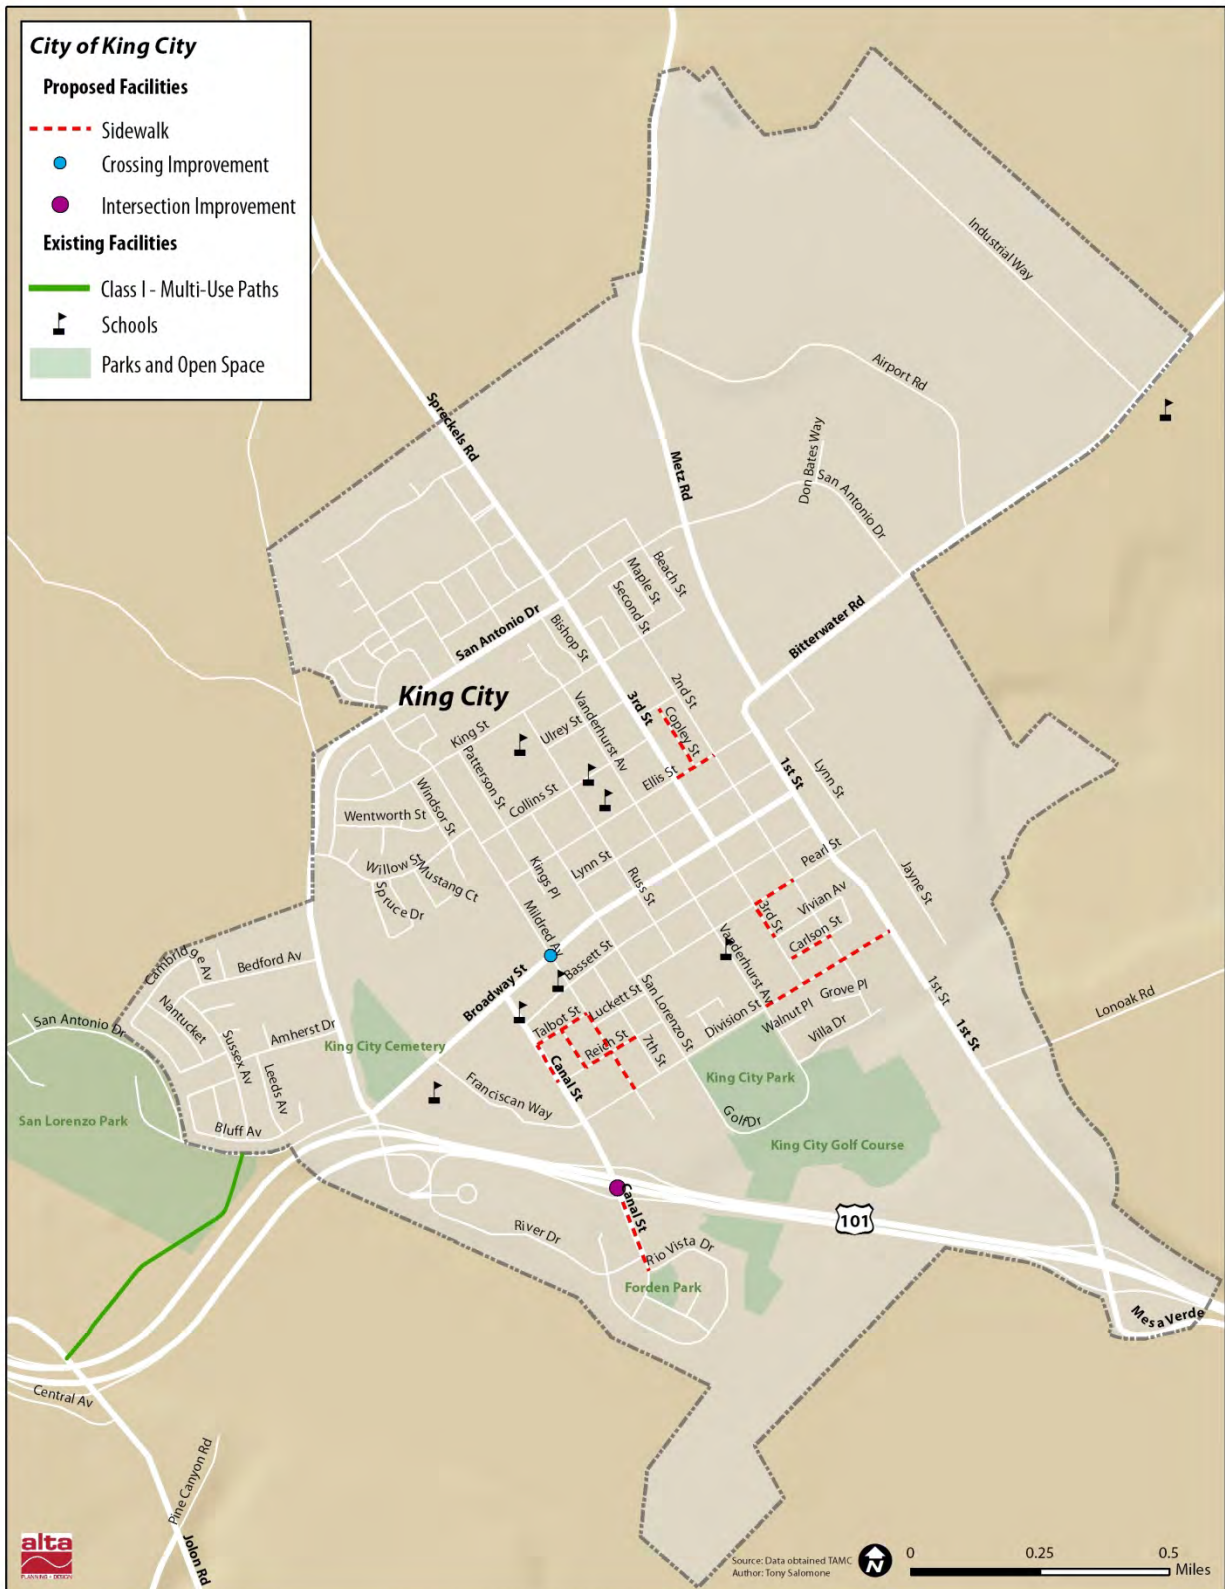 City of King City
Proposed Facilities
Sidewalk
Crossing Improvement
Intersection Improvement
Existing Facilities
Class I - Multi-Use Paths
Schools
Parks and Open Space
Industrial Way
Airport Rd
Spreckels Rd
Metz Rd
Don Bates Way
San Antonio Dr
Beach St
Maple St
Second St
Bitterwater Rd
San Antonio Dr
Bishop St
King City
2nd St
3rd St
Copley St
Vanderhurst Av
Ulrey St
King St
Patterson St
Collins St
Ellis St
1st St
Lynn St
Windsor St
Wentworth St
Willow St
Mustang Ct
Spruce Dr
Kings Pl
Lynn St
Russ St
Pearl St
Jayne St
Vivian Av
3rd St
Carlson St
Mildred Av
Bassett St
Vanderhurst Av
Broadway St
Cambridge Av
Bedford Av
Nantucket
San Antonio Dr
Amherst Dr
Sussex Av
Leeds Av
Bluff Av
King City Cemetery
San Lorenzo Park
Talbot St
Luckett St
Reich St
San Lorenzo St
7th St
Division St
Walnut Pl
Grove Pl
Villa Dr
1st St
1st St
Lonoak Rd
Canal St
Franciscan Way
King City Park
Golf Dr
King City Golf Course
Canal St
River Dr
Rio Vista Dr
Forden Park
101
Mesa Verde
Central Av
Pine Canyon Rd
Jolon Rd
alta
PLANNING + DESIGN
Source: Data obtained TAMC
Author: Tony Salomone
N
0 0.25 0.5
Miles